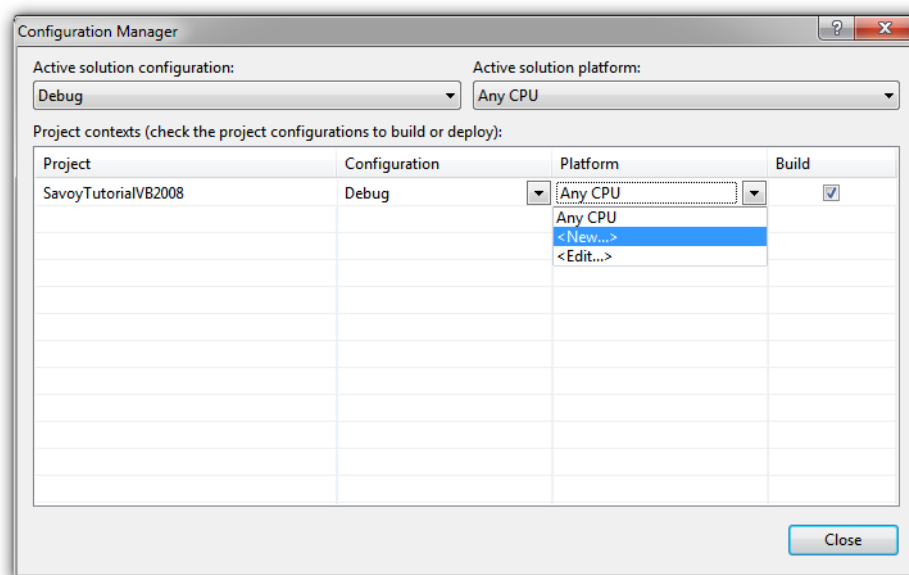 Configuration Manager
Active solution configuration: Active solution platform:
Debug Any CPU
Project contexts (check the project configurations to build or deploy):
Project Configuration Platform Build
SavoyTutorialVB2008 Debug Any CPU
Any CPU
<New...>
<Edit...>
Close